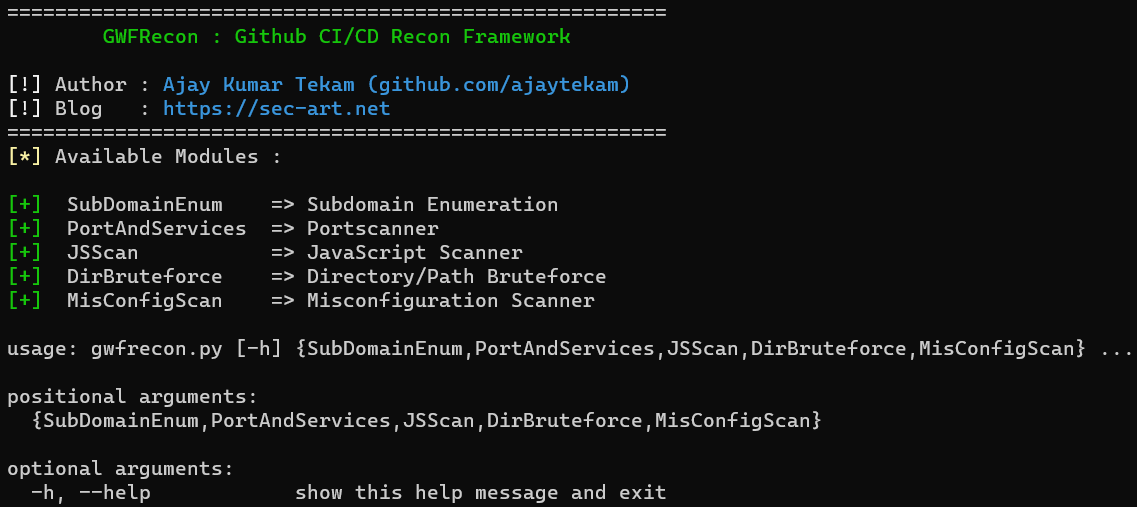 =======================================================
GWFRecon : Github CI/CD Recon Framework
[!] Author : Ajay Kumar Tekam (github.com/ajaytekam)
[!] Blog   : https://sec-art.net
=======================================================
[*] Available Modules :
[+]  SubDomainEnum    => Subdomain Enumeration
[+]  PortAndServices  => Portscanner
[+]  JSScan           => JavaScript Scanner
[+]  DirBruteforce    => Directory/Path Bruteforce
[+]  MisConfigScan    => Misconfiguration Scanner
usage: gwfrecon.py [-h] {SubDomainEnum,PortAndServices,JSScan,DirBruteforce,MisConfigScan} ...
positional arguments:
  {SubDomainEnum,PortAndServices,JSScan,DirBruteforce,MisConfigScan}
optional arguments:
  -h, --help            show this help message and exit